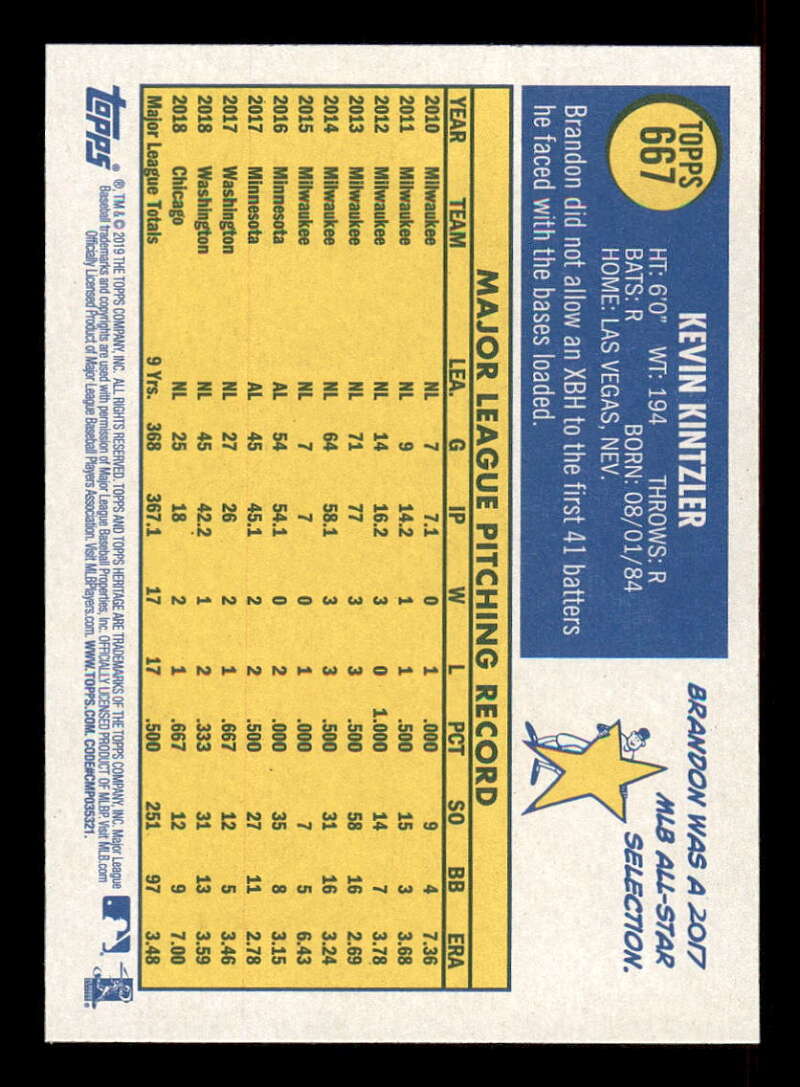 TOPPS
667
KEVIN KINTZLER
HT: 6'0" WT: 194 THROWS: R
BATS: R BORN: 08/01/84
HOME: LAS VEGAS, NEV.
Brandon did not allow an XBH to the first 41 batters
he faced with the bases loaded.
BRANDON WAS A 2017
MLB ALL-STAR
SELECTION.
MAJOR LEAGUE PITCHING RECORD
YEAR TEAM LEA. G IP W L PCT SO BB ERA
2010 Milwaukee NL 7 7.1 0 1 .000 9 4 7.36
2011 Milwaukee NL 9 14.2 1 1 .500 15 3 3.68
2012 Milwaukee NL 14 16.2 3 0 1.000 14 7 3.78
2013 Milwaukee NL 71 77 3 3 .500 58 16 2.69
2014 Milwaukee NL 64 58.1 3 3 .500 31 16 3.24
2015 Milwaukee NL 7 7 0 1 .000 7 5 6.43
2016 Minnesota AL 54 54.1 0 2 .000 35 8 3.15
2017 Minnesota AL 45 45.1 2 2 .500 27 11 2.78
2017 Washington NL 27 26 2 1 .667 12 5 3.46
2018 Washington NL 45 42.2 1 2 .333 31 13 3.59
2018 Chicago NL 25 18 2 1 .667 12 9 7.00
Major League Totals 9 Yrs. 368 367.1 17 17 .500 251 97 3.48
topps®
®, TM & © 2019 THE TOPPS COMPANY, INC. ALL RIGHTS RESERVED. TOPPS AND TOPPS HERITAGE ARE TRADEMARKS OF THE TOPPS COMPANY, INC. Major League
Baseball trademarks and copyrights are used with permission of Major League Baseball Properties, Inc. OFFICIALLY LICENSED PRODUCT OF MLBP. Visit MLB.com
Officially Licensed Product of Major League Baseball Players Association. Visit MLBPlayers.com. WWW.TOPPS.COM. CODE#CMP035321.